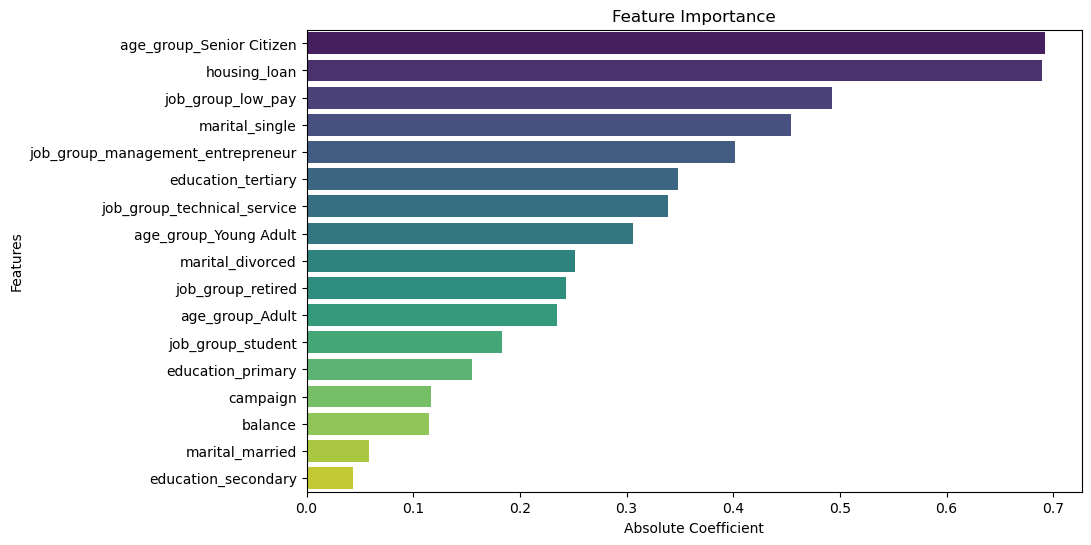 Feature Importance
Features
age_group_Senior Citizen
housing_loan
job_group_low_pay
marital_single
job_group_management_entrepreneur
education_tertiary
job_group_technical_service
age_group_Young Adult
marital_divorced
job_group_retired
age_group_Adult
job_group_student
education_primary
campaign
balance
marital_married
education_secondary
0.0 0.1 0.2 0.3 0.4 0.5 0.6 0.7
Absolute Coefficient